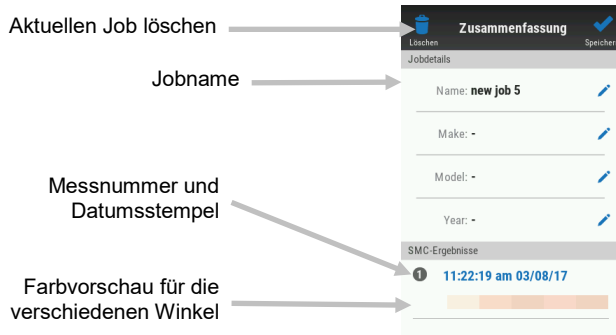 Aktuellen Job löschen
Jobname
Messnummer und
Datumsstempel
Farbvorschau für die
verschiedenen Winkel
Zusammenfassung
Löschen
Speicher
Jobdetails
Name: new job 5
Make: -
Model: -
Year: -
SMC-Ergebnisse
1 11:22:19 am 03/08/17